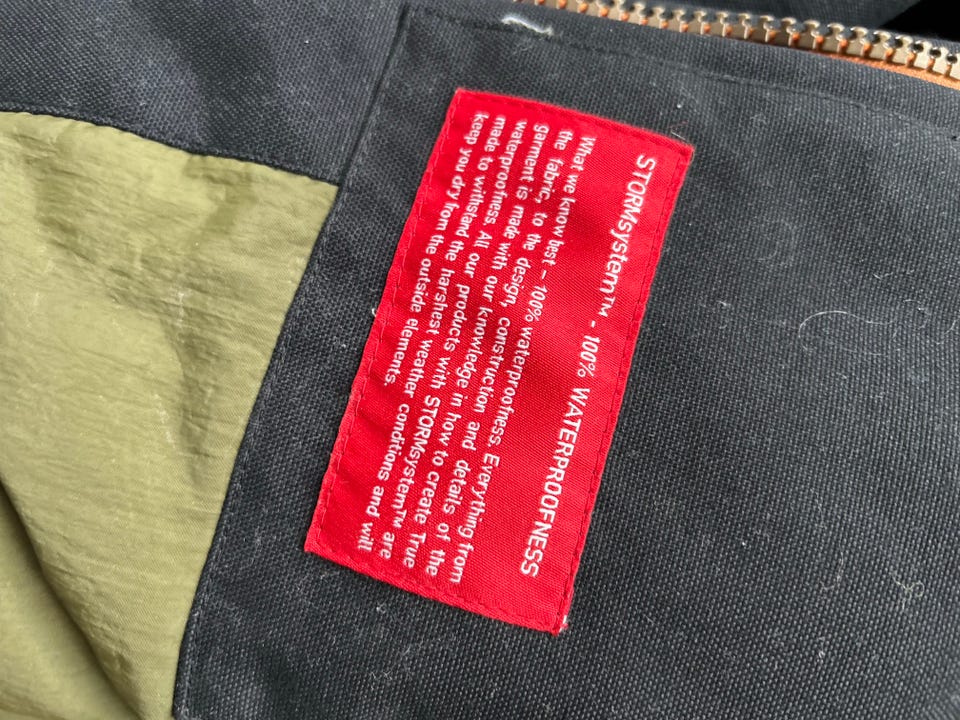 STORMsystem™ - 100% WATERPROOFNESS
What we know best – 100% waterproofness. Everything from
the fabric, to the design, construction and details of the
garment is made with our knowledge in how to create True
waterproofness. All our products with STORMsystem™ are
made to withstand the harshest weather conditions and will
keep you dry from the outside elements.